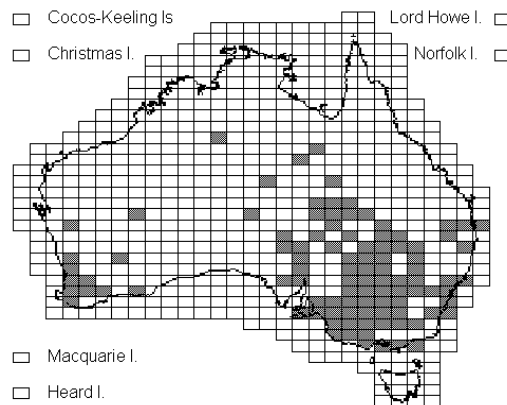 Cocos-Keeling Is
Lord Howe I.
Christmas I.
Norfolk I.
Macquarie I.
Heard I.